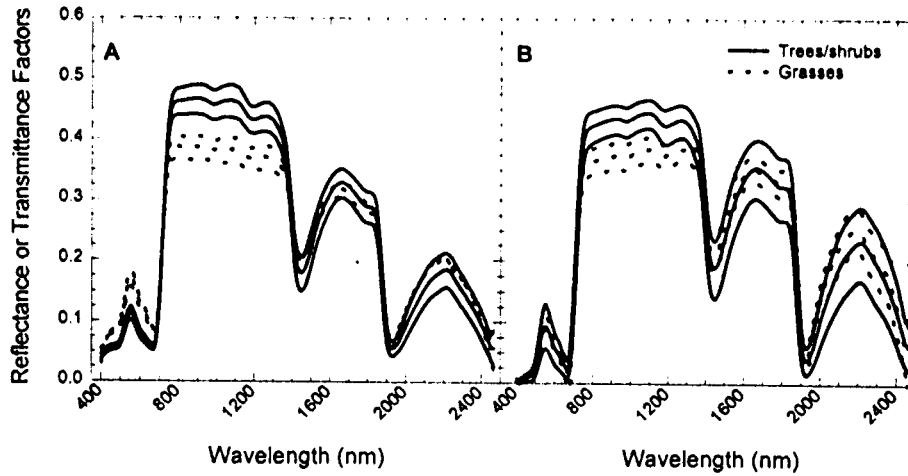 Reflectance or Transmittance Factors
0.6
0.5
0.4
0.3
0.2
0.1
0.0
A
B
Trees/shrubs
Grasses
400
800
1200
1600
2000
2400
400
800
1200
1600
2000
2400
Wavelength (nm)
Wavelength (nm)